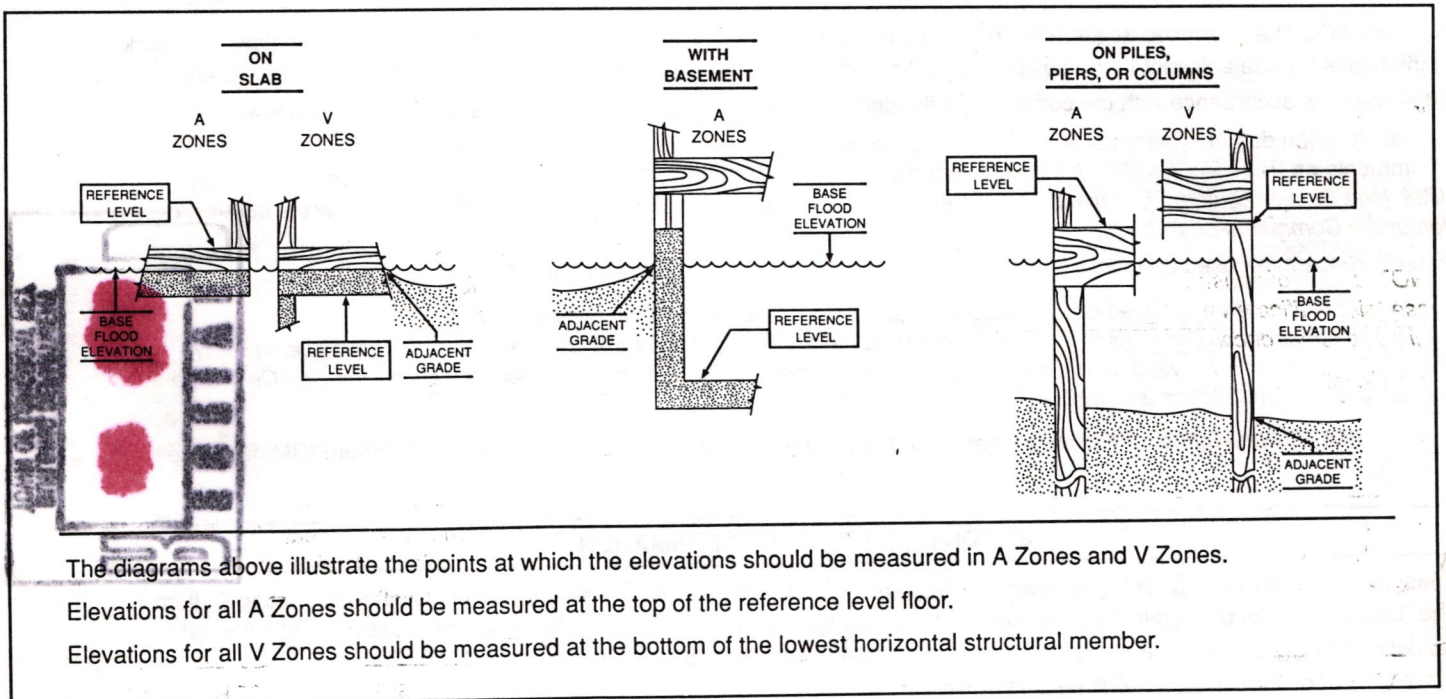 ON
SLAB
A
ZONES
V
ZONES
REFERENCE
LEVEL
BASE
FLOOD
ELEVATION
REFERENCE
LEVEL
ADJACENT
GRADE
WITH
BASEMENT
A
ZONES
BASE
FLOOD
ELEVATION
ADJACENT
GRADE
REFERENCE
LEVEL
ON PILES,
PIERS, OR COLUMNS
A
ZONES
V
ZONES
REFERENCE
LEVEL
REFERENCE
LEVEL
BASE
FLOOD
ELEVATION
ADJACENT
GRADE
The diagrams above illustrate the points at which the elevations should be measured in A Zones and V Zones.
Elevations for all A Zones should be measured at the top of the reference level floor.
Elevations for all V Zones should be measured at the bottom of the lowest horizontal structural member.